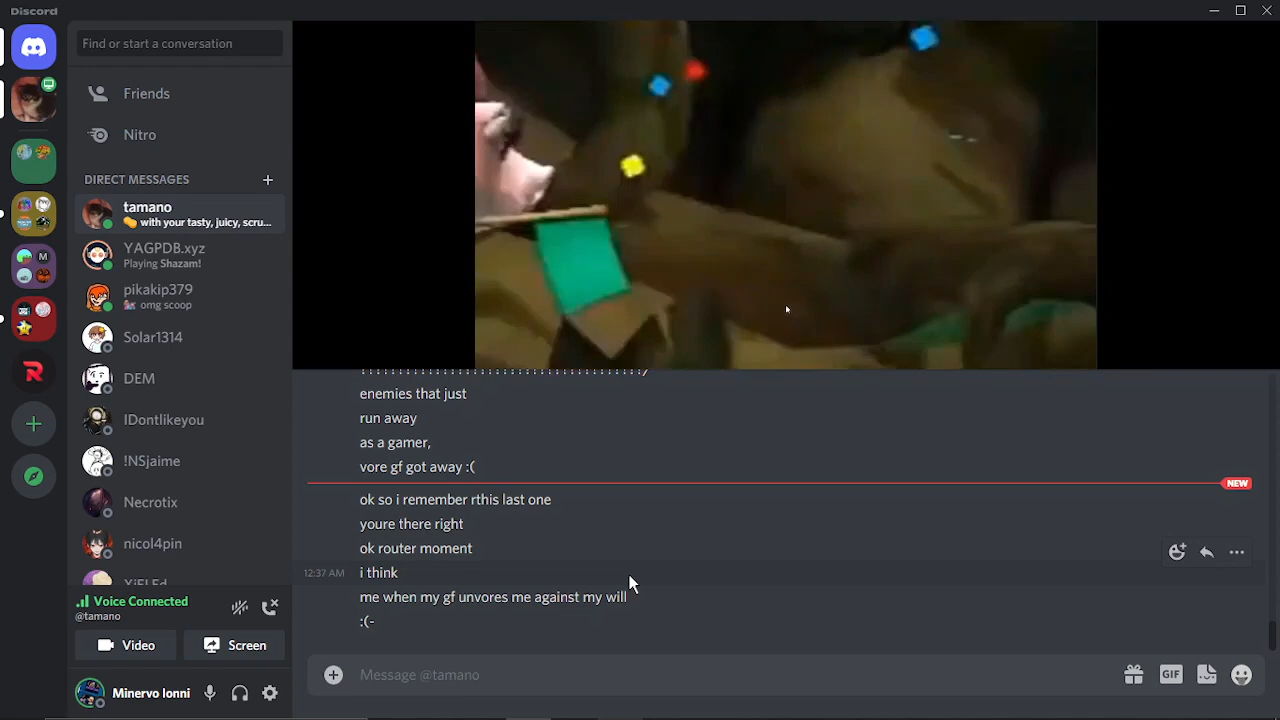 Discord
Find or start a conversation
Friends
Nitro
DIRECT MESSAGES
tamano
with your tasty, juicy, scru...
YAGPDB.xyz
Playing Shazam!
pikakip379
omg scoop
Solar1314
DEM
IDontlikeyou
!NSjaime
Necrotix
nicol4pin
Voice Connected
@tamano
Video
Screen
Minervo Ionni
enemies that just
run away
as a gamer,
vore gf got away :(
NEW
ok so i remember rthis last one
youre there right
ok router moment
12:37 AM i think
me when my gf unvores me against my will
:(-
Message @tamano
GIF